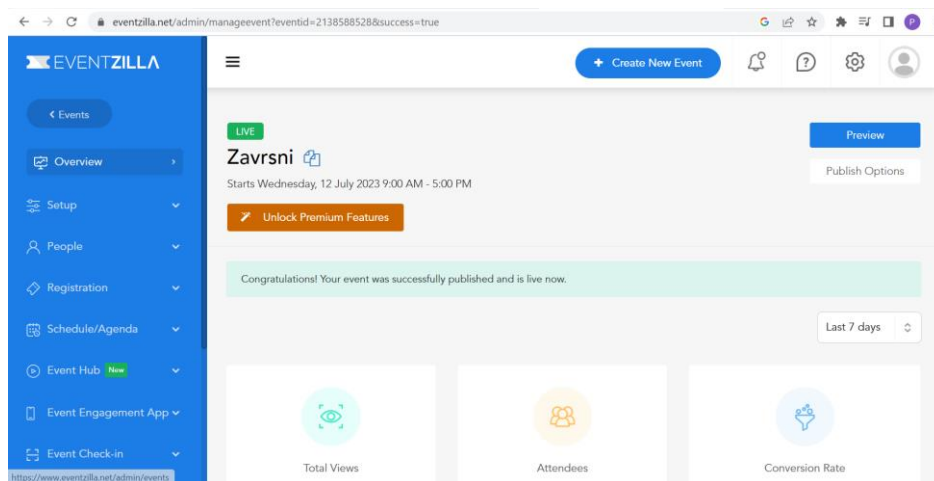 eventzilla.net/admin/manageevent?eventid=2138588528&success=true
EVENTZILLA
+ Create New Event
< Events
Overview
Setup
People
Registration
Schedule/Agenda
Event Hub New
Event Engagement App
Event Check-in
https://www.eventzilla.net/admin/events
LIVE
Zavrsni
Starts Wednesday, 12 July 2023 9:00 AM - 5:00 PM
Unlock Premium Features
Preview
Publish Options
Congratulations! Your event was successfully published and is live now.
Last 7 days
Total Views
Attendees
Conversion Rate
G
P
?